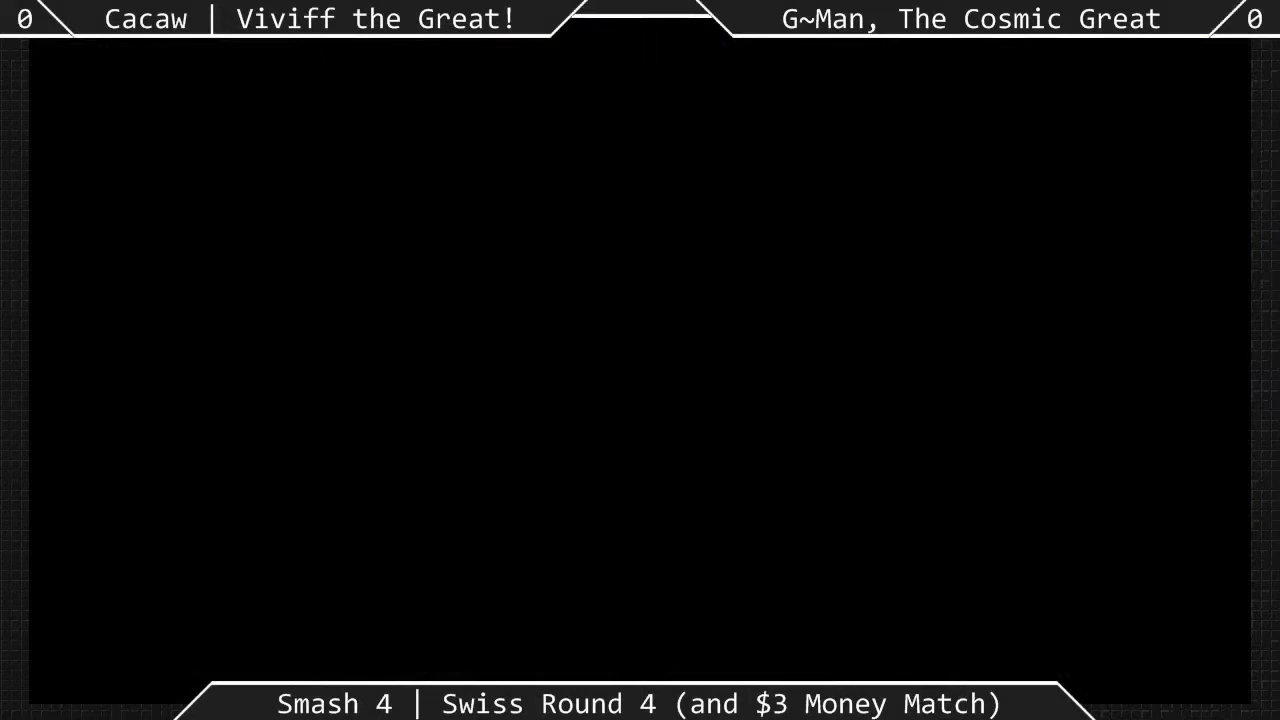 0 Cacaw | Viviff the Great! G~Man, The Cosmic Great 0
Smash 4 | Swiss Round 4 (and $3 Money Match)